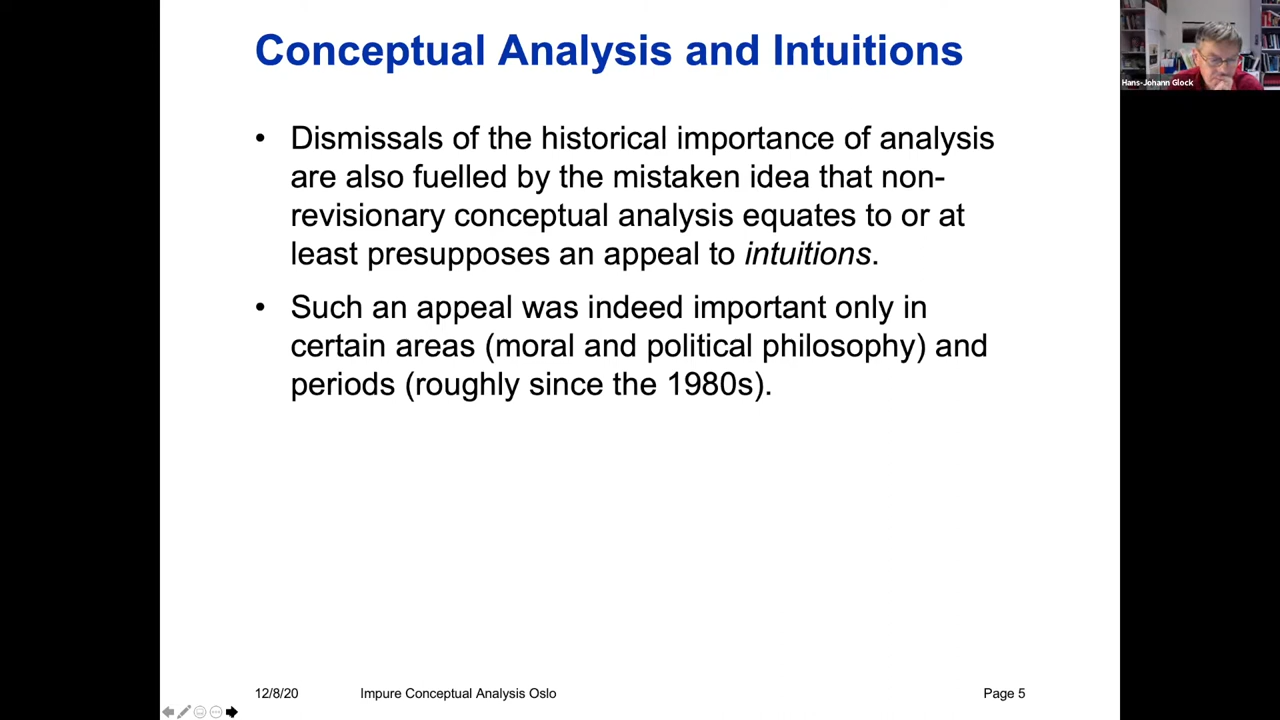 Conceptual Analysis and Intuitions
Hans-Johann Glock
• Dismissals of the historical importance of analysis
are also fuelled by the mistaken idea that non-
revisionary conceptual analysis equates to or at
least presupposes an appeal to intuitions.
• Such an appeal was indeed important only in
certain areas (moral and political philosophy) and
periods (roughly since the 1980s).
12/8/20 Impure Conceptual Analysis Oslo Page 5